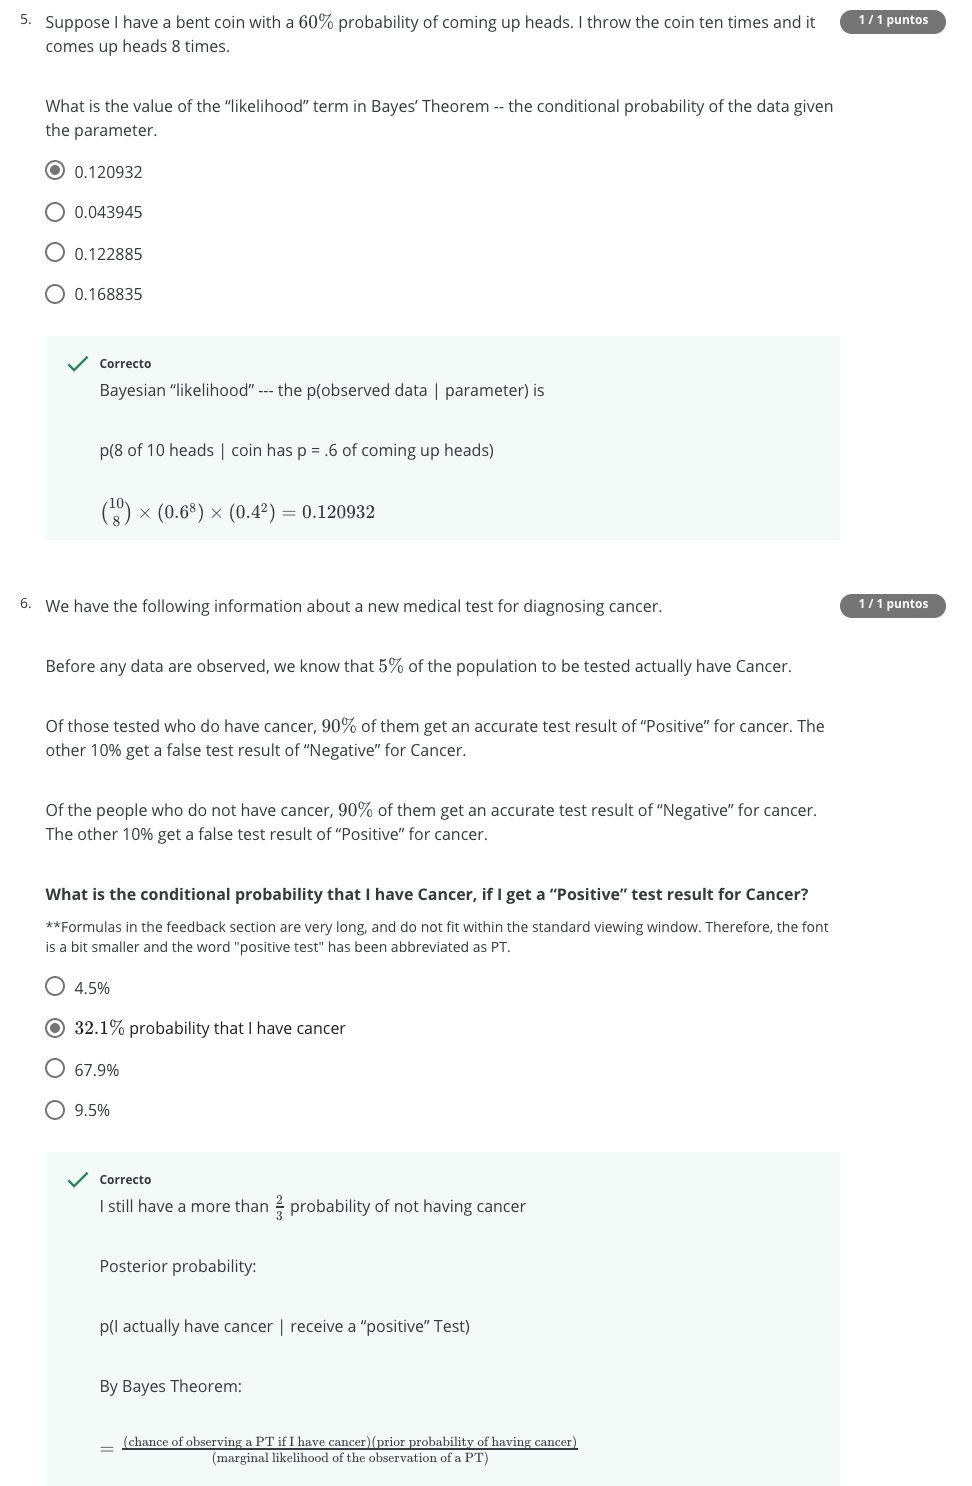 5. Suppose I have a bent coin with a 60% probability of coming up heads. I throw the coin ten times and it
1 / 1 puntos
comes up heads 8 times.
What is the value of the “likelihood” term in Bayes’ Theorem -- the conditional probability of the data given
the parameter.
0.120932
0.043945
0.122885
0.168835
Correcto
Bayesian “likelihood” --- the p(observed data | parameter) is
p(8 of 10 heads | coin has p = .6 of coming up heads)
(10 8) × (0.6⁸) × (0.4²) = 0.120932
6. We have the following information about a new medical test for diagnosing cancer.
1 / 1 puntos
Before any data are observed, we know that 5% of the population to be tested actually have Cancer.
Of those tested who do have cancer, 90% of them get an accurate test result of “Positive” for cancer. The
other 10% get a false test result of “Negative” for Cancer.
Of the people who do not have cancer, 90% of them get an accurate test result of “Negative” for cancer.
The other 10% get a false test result of “Positive” for cancer.
What is the conditional probability that I have Cancer, if I get a “Positive” test result for Cancer?
**Formulas in the feedback section are very long, and do not fit within the standard viewing window. Therefore, the font
is a bit smaller and the word "positive test" has been abbreviated as PT.
4.5%
32.1% probability that I have cancer
67.9%
9.5%
Correcto
I still have a more than 2/3 probability of not having cancer
Posterior probability:
p(I actually have cancer | receive a “positive” Test)
By Bayes Theorem:
= (chance of observing a PT if I have cancer)(prior probability of having cancer)
(marginal likelihood of the observation of a PT)